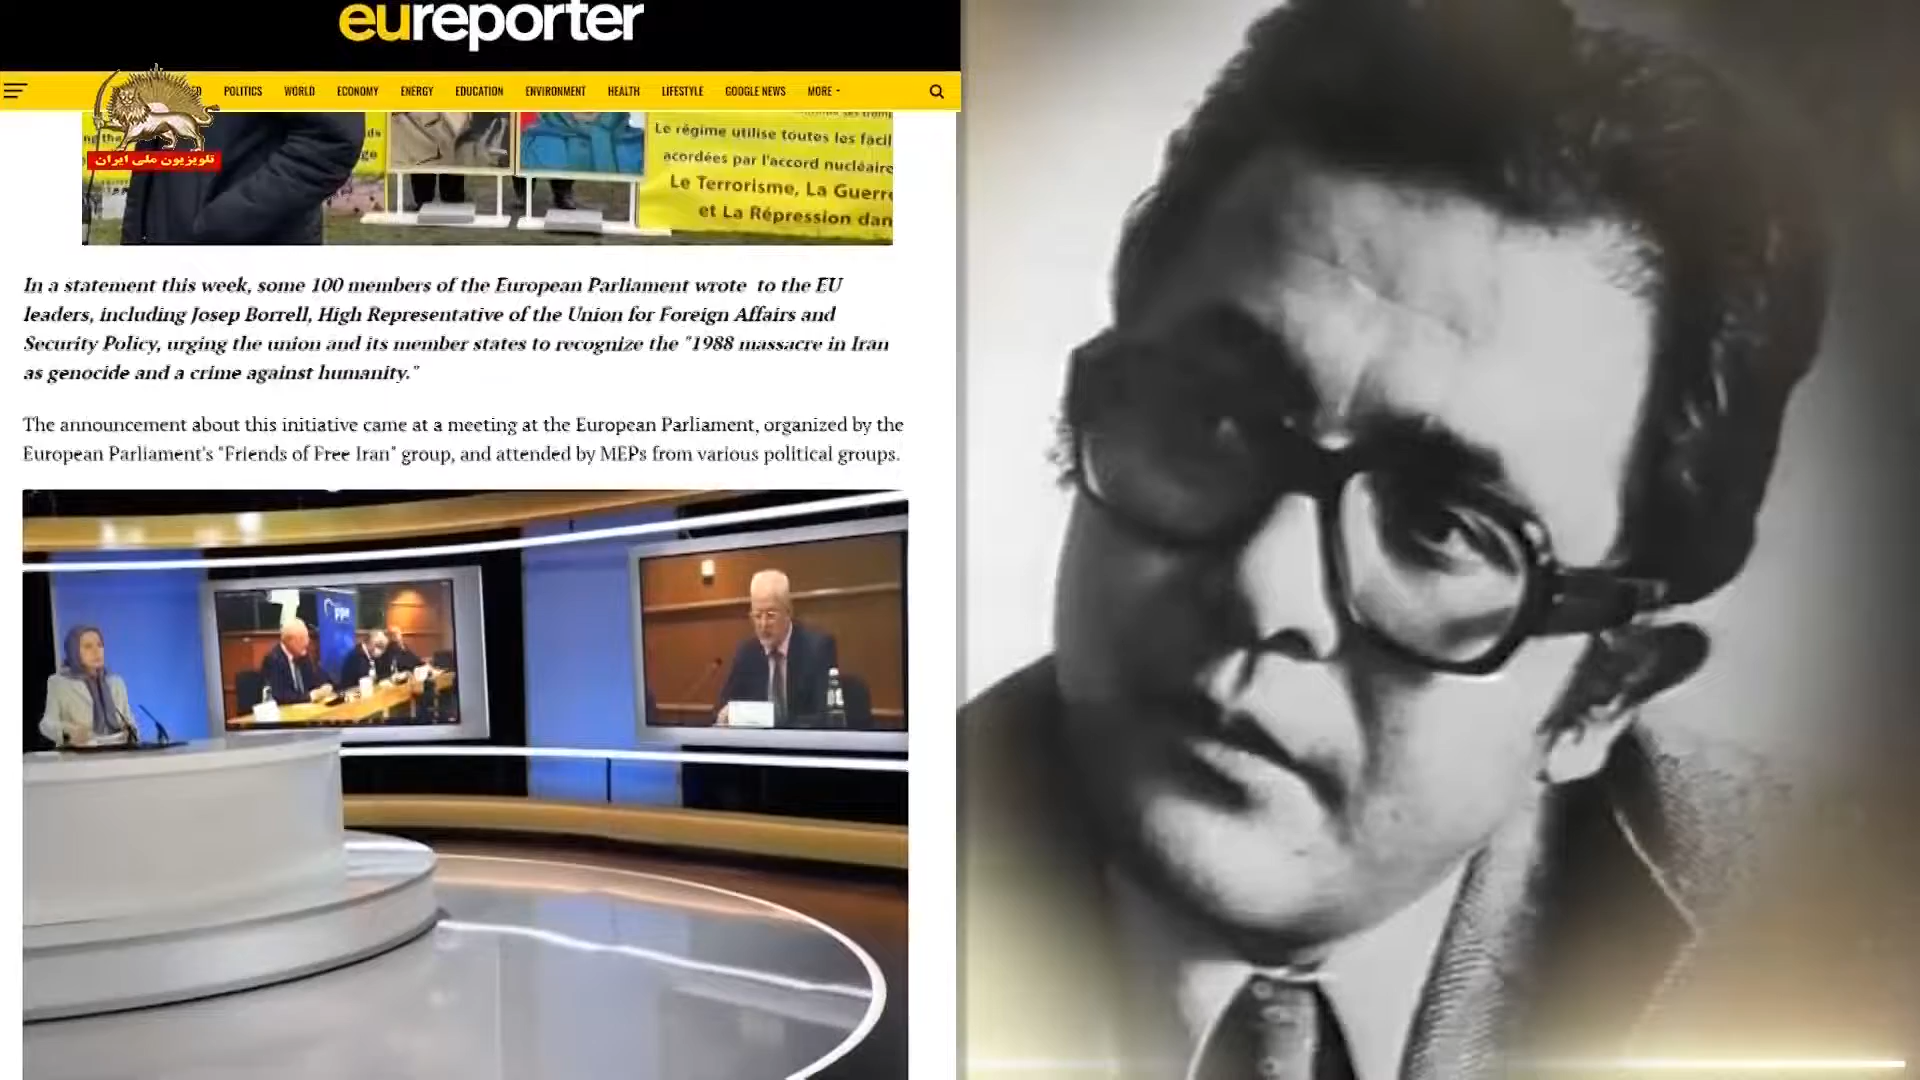 eureporter
POLITICS WORLD ECONOMY ENERGY EDUCATION ENVIRONMENT HEALTH LIFESTYLE GOOGLE NEWS MORE
تلویزیون ملی ایران
Le régime utilise toutes les facil
acordées par l'accord nucléaire
Le Terrorisme, La Guerre
et La Répression dan
In a statement this week, some 100 members of the European Parliament wrote to the EU
leaders, including Josep Borrell, High Representative of the Union for Foreign Affairs and
Security Policy, urging the union and its member states to recognize the "1988 massacre in Iran
as genocide and a crime against humanity."
The announcement about this initiative came at a meeting at the European Parliament, organized by the
European Parliament's "Friends of Free Iran" group, and attended by MEPs from various political groups.